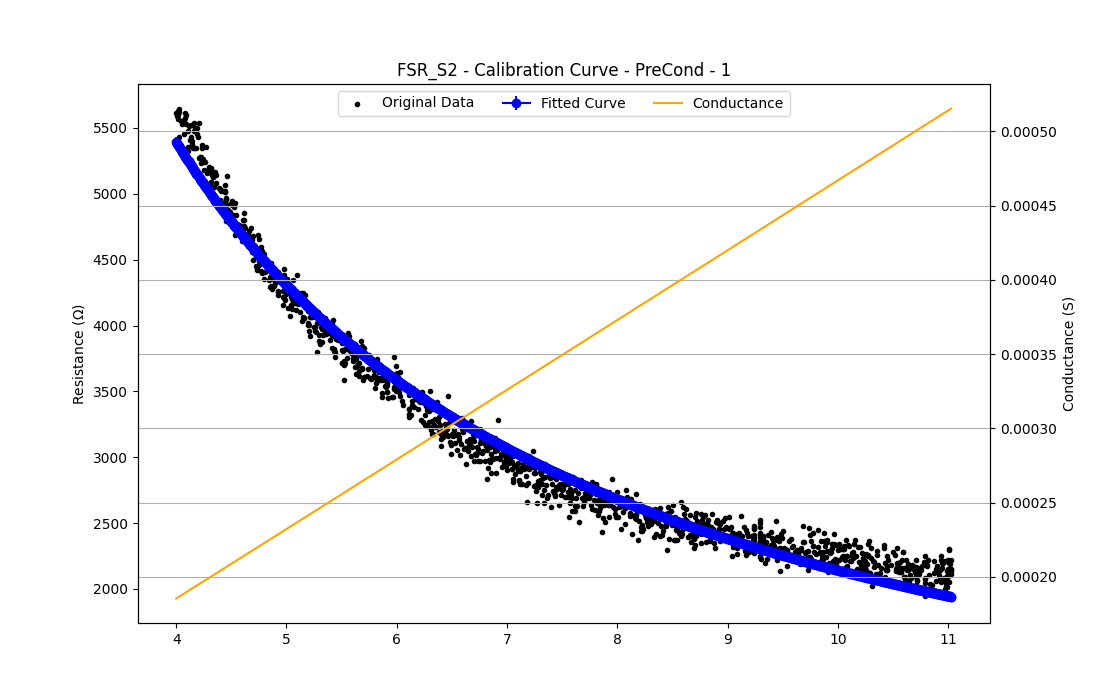 FSR_S2 - Calibration Curve - PreCond - 1
Original Data
Fitted Curve
Conductance
Resistance (Ω)
5500
5000
4500
4000
3500
3000
2500
2000
0.00050
0.00045
0.00040
0.00035
0.00030
0.00025
0.00020
Conductance (S)
4 5 6 7 8 9 10 11